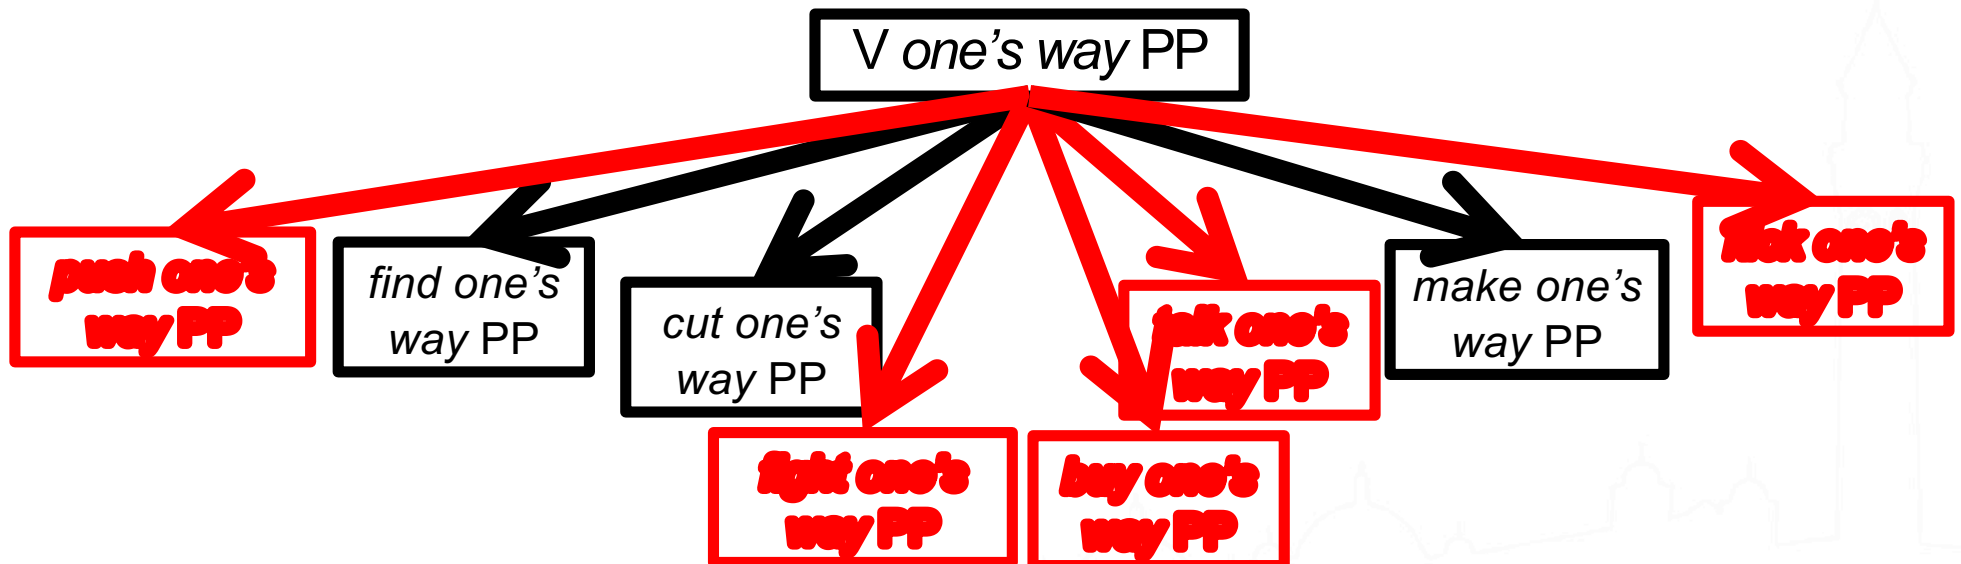 V one's way PP
push one's
way PP
find one's
way PP
cut one's
way PP
fight one's
way PP
buy one's
way PP
talk one's
way PP
make one's
way PP
one's
way PP